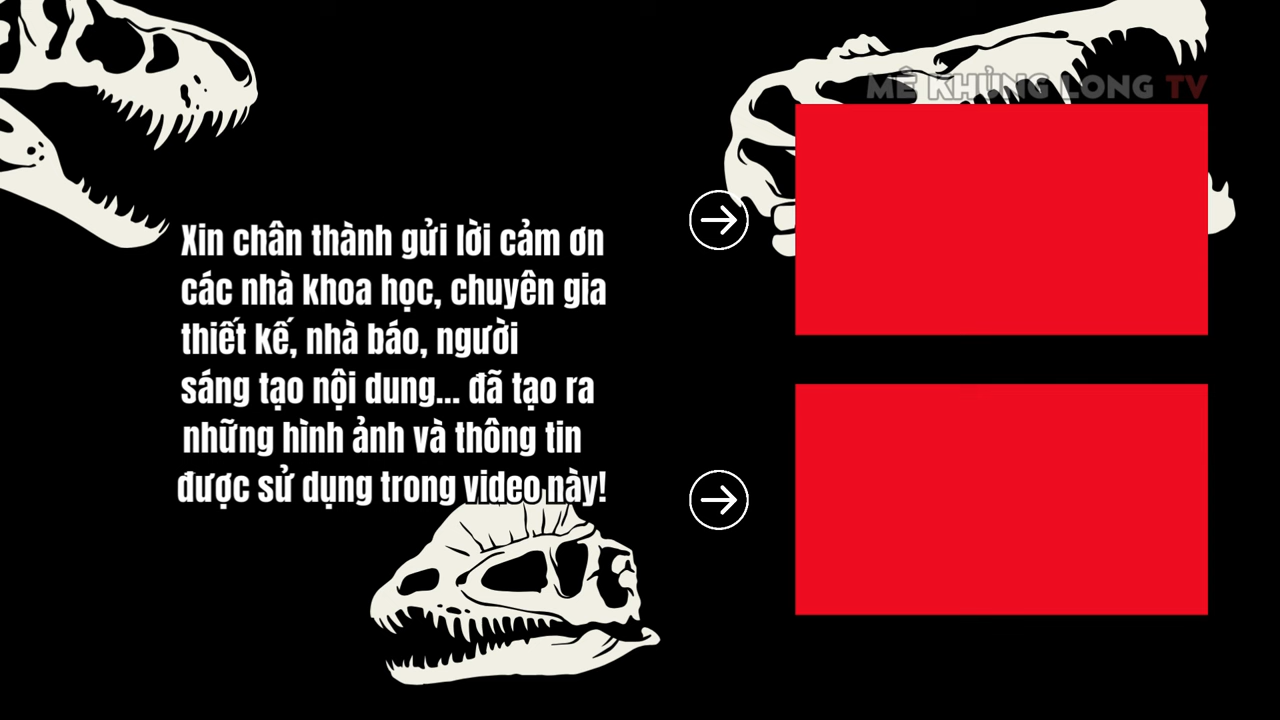 MÊ KHỦNG LONG TV
Xin chân thành gửi lời cảm ơn
các nhà khoa học, chuyên gia
thiết kế, nhà báo, người
sáng tạo nội dung... đã tạo ra
những hình ảnh và thông tin
được sử dụng trong video này!